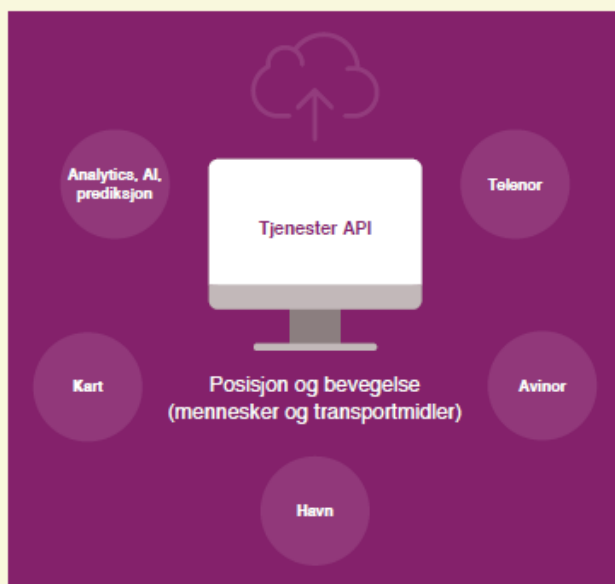 Analytics, AI,
prediksjon
Telenor
Tjenester API
Kart
Posisjon og bevegelse
(mennesker og transportmidler)
Avinor
Havn